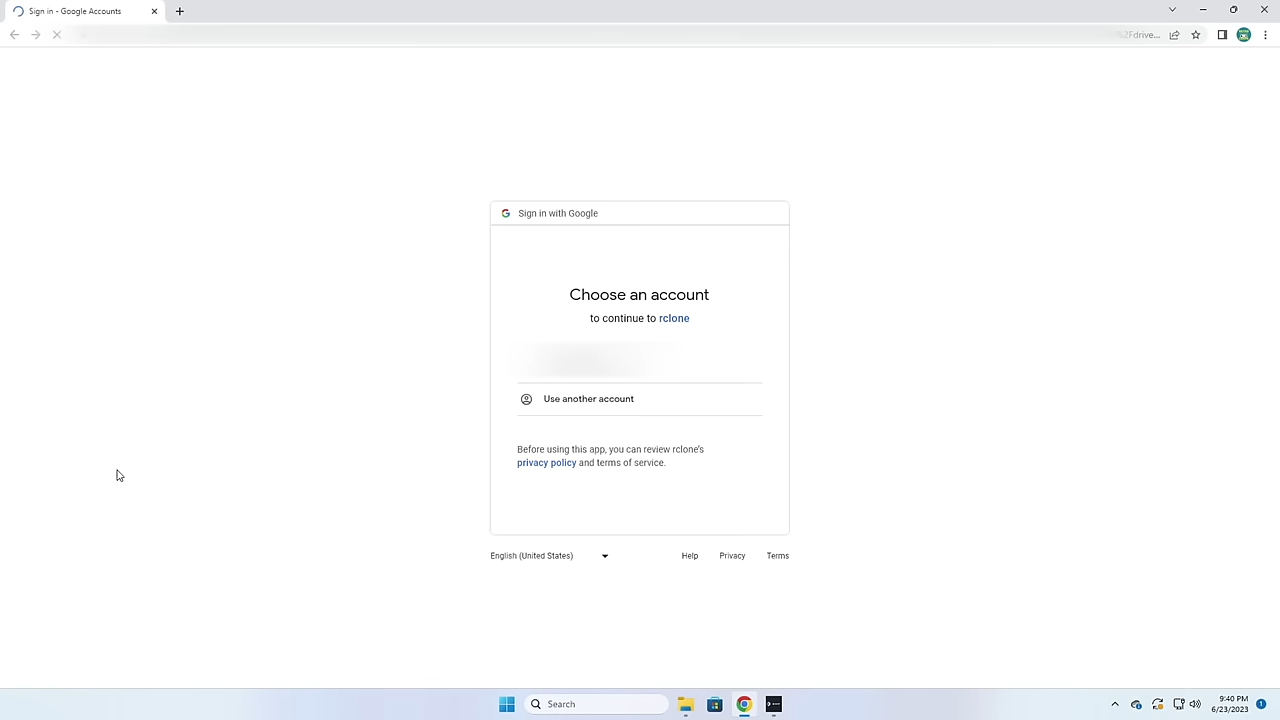 Sign in - Google Accounts
Sign in with Google
Choose an account
to continue to rclone
Use another account
Before using this app, you can review rclone's
privacy policy and terms of service.
English (United States)
Help
Privacy
Terms
Search
9:40 PM
6/23/2023